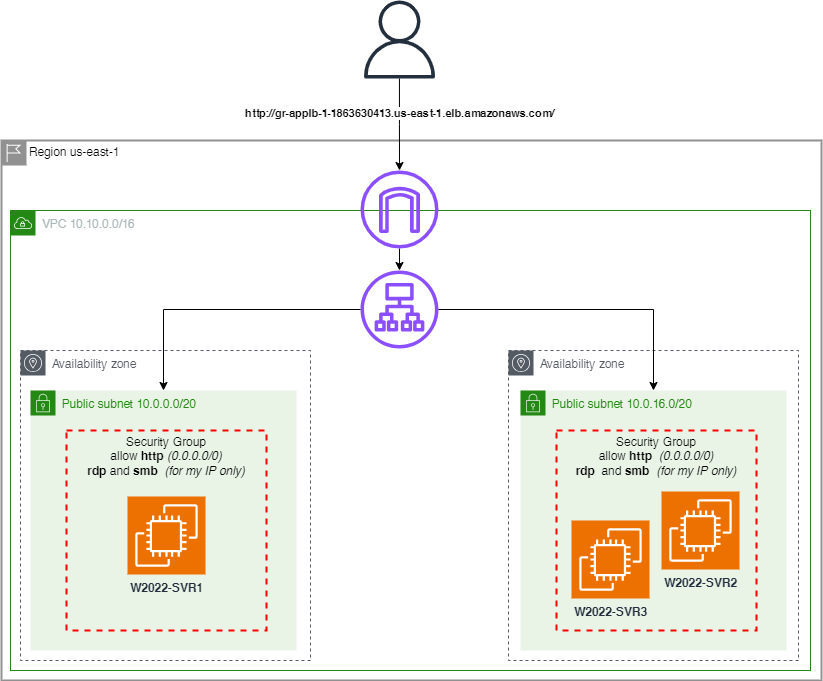 http://gr-applb-1-1863630413.us-east-1.elb.amazonaws.com/
Region us-east-1
VPC 10.10.0.0/16
Availability zone
Public subnet 10.0.0.0/20
Security Group
allow http (0.0.0.0/0)
rdp and smb (for my IP only)
W2022-SVR1
Availability zone
Public subnet 10.0.16.0/20
Security Group
allow http (0.0.0.0/0)
rdp and smb (for my IP only)
W2022-SVR2
W2022-SVR3